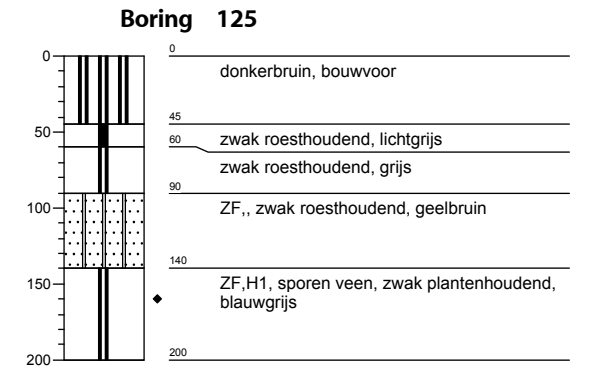 Boring 125
0
0
donkerbruin, bouwvoor
45
50
zwak roesthoudend, lichtgrijs
60
zwak roesthoudend, grijs
90
100
ZF,, zwak roesthoudend, geelbruin
140
150
ZF,H1, sporen veen, zwak plantenhoudend,
blauwgrijs
200
200